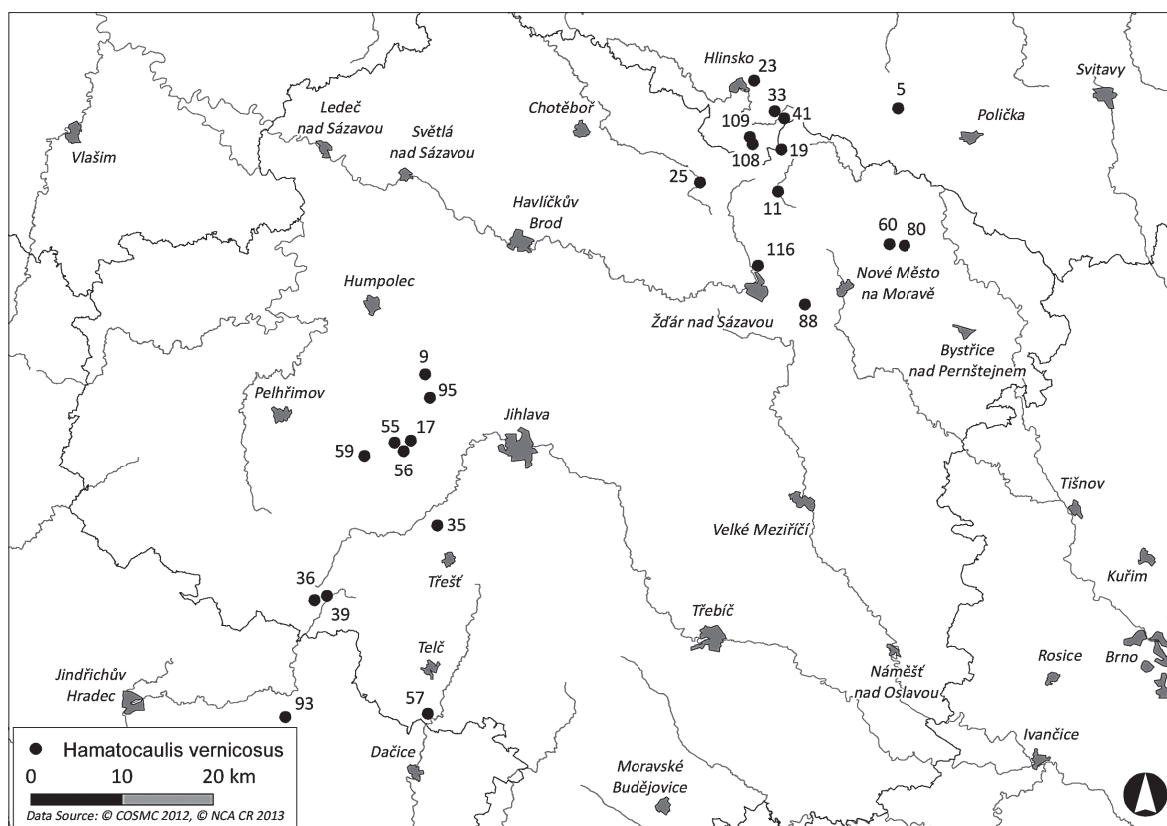 Hlinsko
23
33
41
5
Svitavy
Polička
Chotěboř
109
108
19
Ledeč
nad Sázavou
Světlá
nad Sázavou
Vlašim
25
11
Havlíčkův
Brod
60
80
116
Nové Město
na Moravě
Humpolec
Žďár nad Sázavou
88
Bystřice
nad Pernštejnem
9
95
Pelhřimov
Jihlava
55
17
59
56
Tišnov
35
Velké Meziříčí
Třešť
Kuřim
36
39
Třebíč
Telč
Náměšť
nad Oslavou
Rosice
Brno
Jindřichův
Hradec
93
57
Dačice
Ivančice
Moravské
Budějovice
Hamatocaulis vernicosus
0 10 20 km
Data Source: © COSMC 2012, © NCA CR 2013